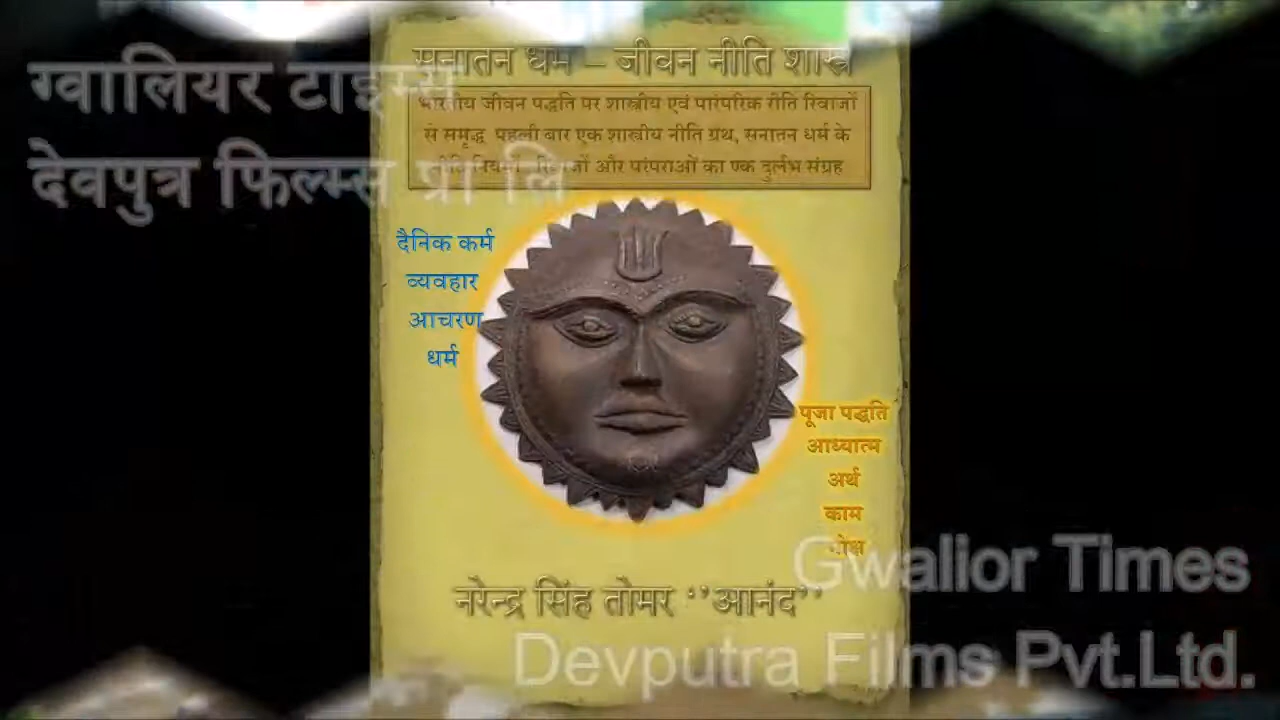 ग्वालियर टाइम्स
देवपुत्र फिल्म्स प्रा लि
सनातन धर्म – जीवन नीति शास्त्र
भारतीय जीवन पद्धति पर शास्त्रीय एवं पारंपरिक रीति रिवाजों
से समृद्ध पहली बार एक शास्त्रीय नीति ग्रंथ, सनातन धर्म के
और परंपराओं का एक दुर्लभ संग्रह
दैनिक कर्म
व्यवहार
आचरण
धर्म
पूजा पद्धति
आध्यात्म
अर्थ
काम
नरेन्द्र सिंह तोमर ‘’आनंद’’
Gwalior Times
Devputra Films Pvt.Ltd.